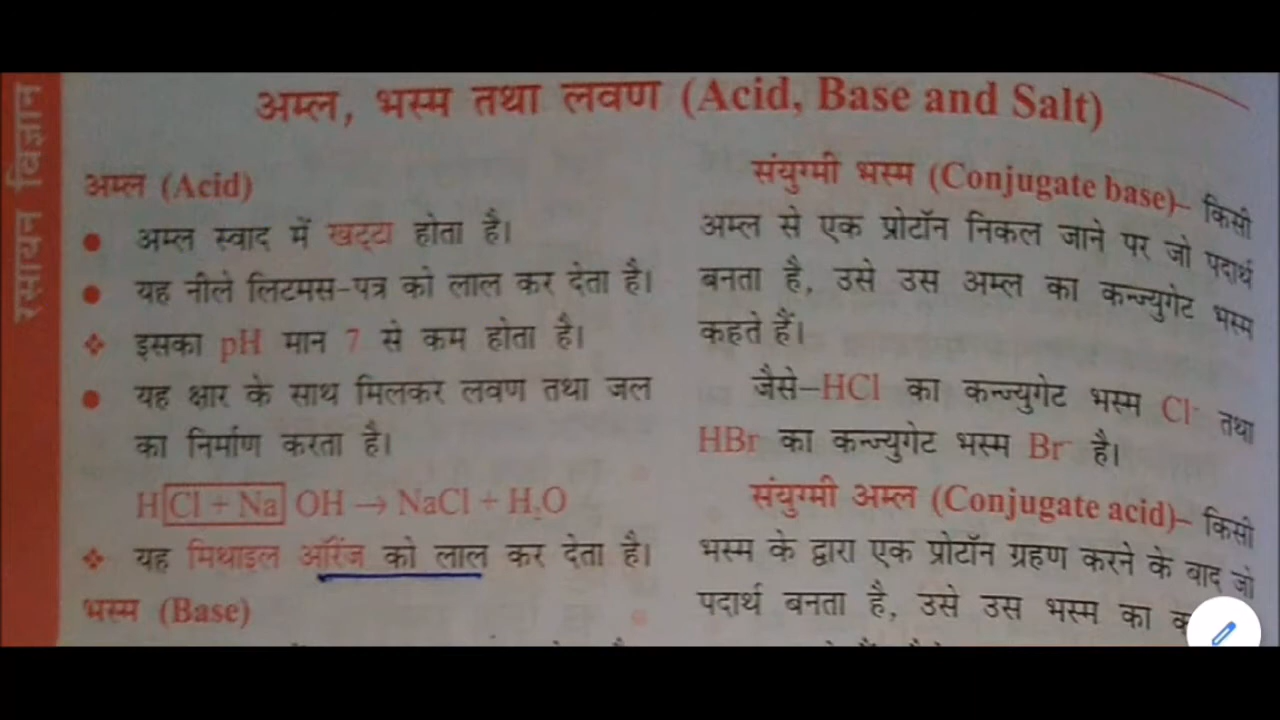 रसायन विज्ञान
अम्ल, भस्म तथा लवण (Acid, Base and Salt)
अम्ल (Acid)
● अम्ल स्वाद में खट्टा होता है।
● यह नीले लिटमस-पत्र को लाल कर देता है।
❖ इसका pH मान 7 से कम होता है।
● यह क्षार के साथ मिलकर लवण तथा जल
का निर्माण करता है।
H Cl + Na OH → NaCl + H₂O
❖ यह मिथाइल ऑरेंज को लाल कर देता है।
भस्म (Base)
संयुग्मी भस्म (Conjugate base)– किसी
अम्ल से एक प्रोटॉन निकल जाने पर जो पदार्थ
बनता है, उसे उस अम्ल का कन्ज्युगेट भस्म
कहते हैं।
जैसे–HCl का कन्ज्युगेट भस्म Cl⁻ तथा
HBr का कन्ज्युगेट भस्म Br⁻ है।
संयुग्मी अम्ल (Conjugate acid)– किसी
भस्म के द्वारा एक प्रोटॉन ग्रहण करने के बाद जो
पदार्थ बनता है, उसे उस भस्म का